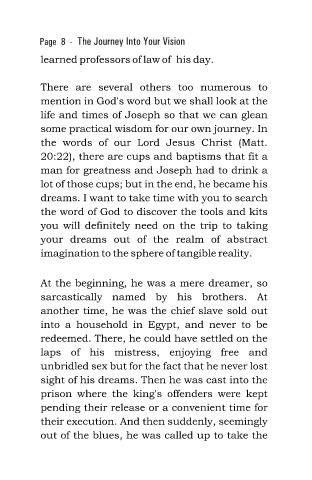 Page 8 - The Journey Into Your Vision
learned professors of law of his day.
There are several others too numerous to
mention in God's word but we shall look at the
life and times of Joseph so that we can glean
some practical wisdom for our own journey. In
the words of our Lord Jesus Christ (Matt.
20:22), there are cups and baptisms that fit a
man for greatness and Joseph had to drink a
lot of those cups; but in the end, he became his
dreams. I want to take time with you to search
the word of God to discover the tools and kits
you will definitely need on the trip to taking
your dreams out of the realm of abstract
imagination to the sphere of tangible reality.
At the beginning, he was a mere dreamer, so
sarcastically named by his brothers. At
another time, he was the chief slave sold out
into a household in Egypt, and never to be
redeemed. There, he could have settled on the
laps of his mistress, enjoying free and
unbridled sex but for the fact that he never lost
sight of his dreams. Then he was cast into the
prison where the king's offenders were kept
pending their release or a convenient time for
their execution. And then suddenly, seemingly
out of the blues, he was called up to take the